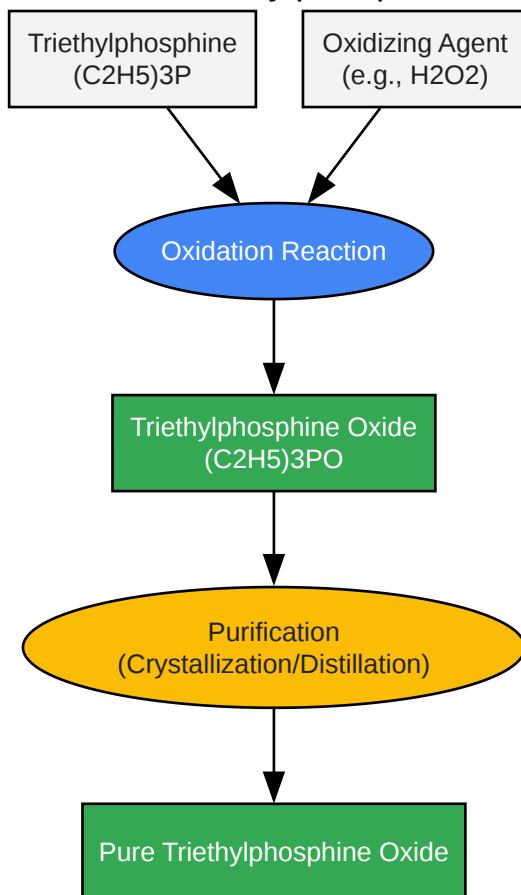 Triethylphosphine
(C2H5)3P
Oxidizing Agent
(e.g., H2O2)
Oxidation Reaction
Triethylphosphine Oxide
(C2H5)3PO
Purification
(Crystallization/Distillation)
Pure Triethylphosphine Oxide